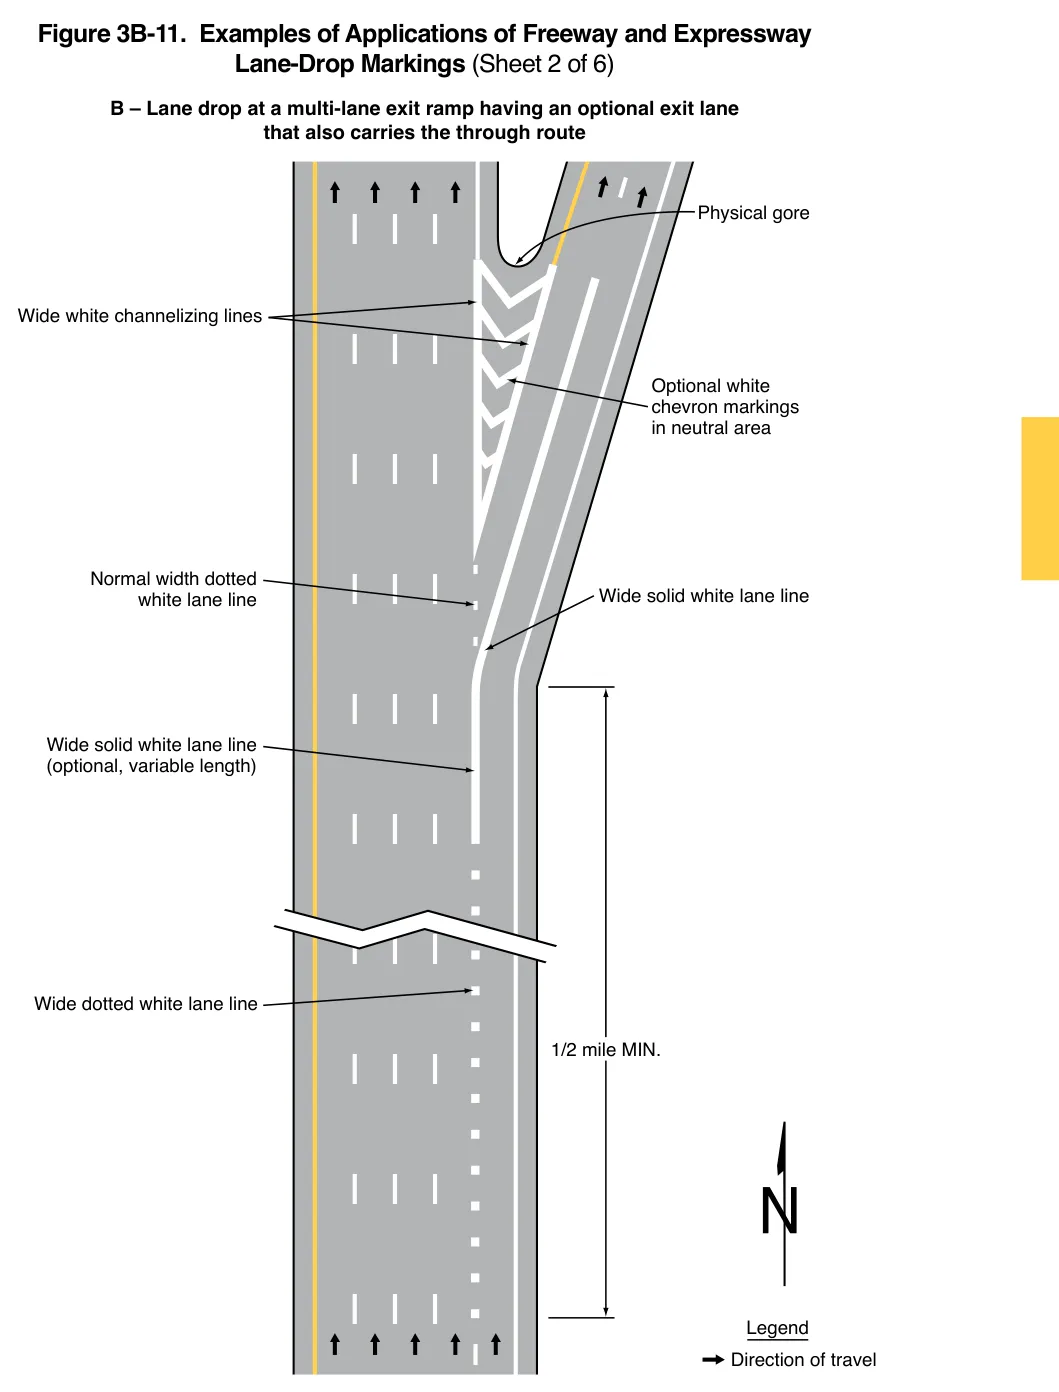 Figure 3B-11. Examples of Applications of Freeway and Expressway
Lane-Drop Markings (Sheet 2 of 6)
B – Lane drop at a multi-lane exit ramp having an optional exit lane
that also carries the through route
Physical gore
Wide white channelizing lines
Optional white
chevron markings
in neutral area
Normal width dotted
white lane line
Wide solid white lane line
Wide solid white lane line
(optional, variable length)
Wide dotted white lane line
1/2 mile MIN.
N
Legend
Direction of travel